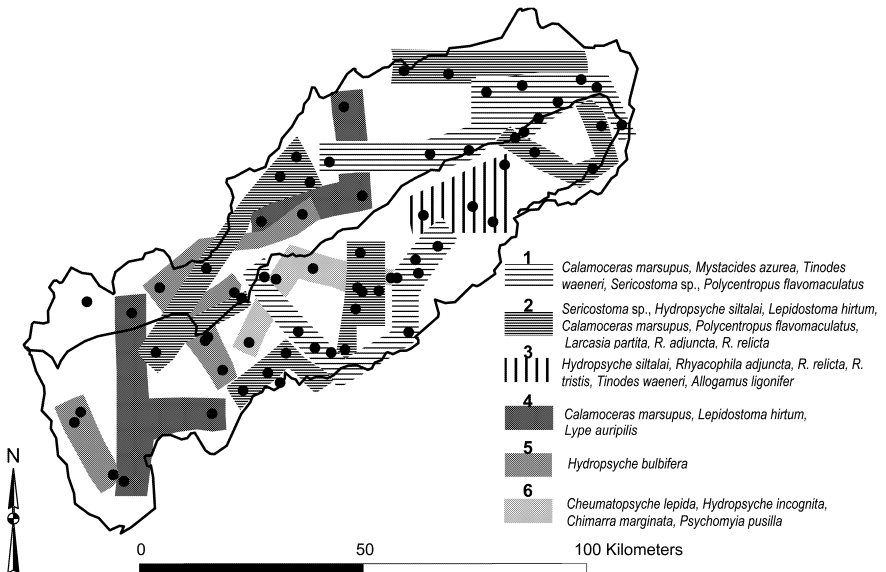 1
Calamoceras marsupus, Mystacides azurea, Tinodes
waeneri, Sericostoma sp., Polycentropus flavomaculatus
2
Sericostoma sp., Hydropsyche siltalai, Lepidostoma hirtum,
Calamoceras marsupus, Polycentropus flavomaculatus,
Larcasia partita, R. adjuncta, R. relicta
3
Hydropsyche siltalai, Rhyacophila adjuncta, R. relicta, R.
tristis, Tinodes waeneri, Allogamus ligonifer
4
Calamoceras marsupus, Lepidostoma hirtum,
Lype auripilis
5
Hydropsyche bulbifera
6
Cheumatopsyche lepida, Hydropsyche incognita,
Chimarra marginata, Psychomyia pusilla
N
0 50 100 Kilometers